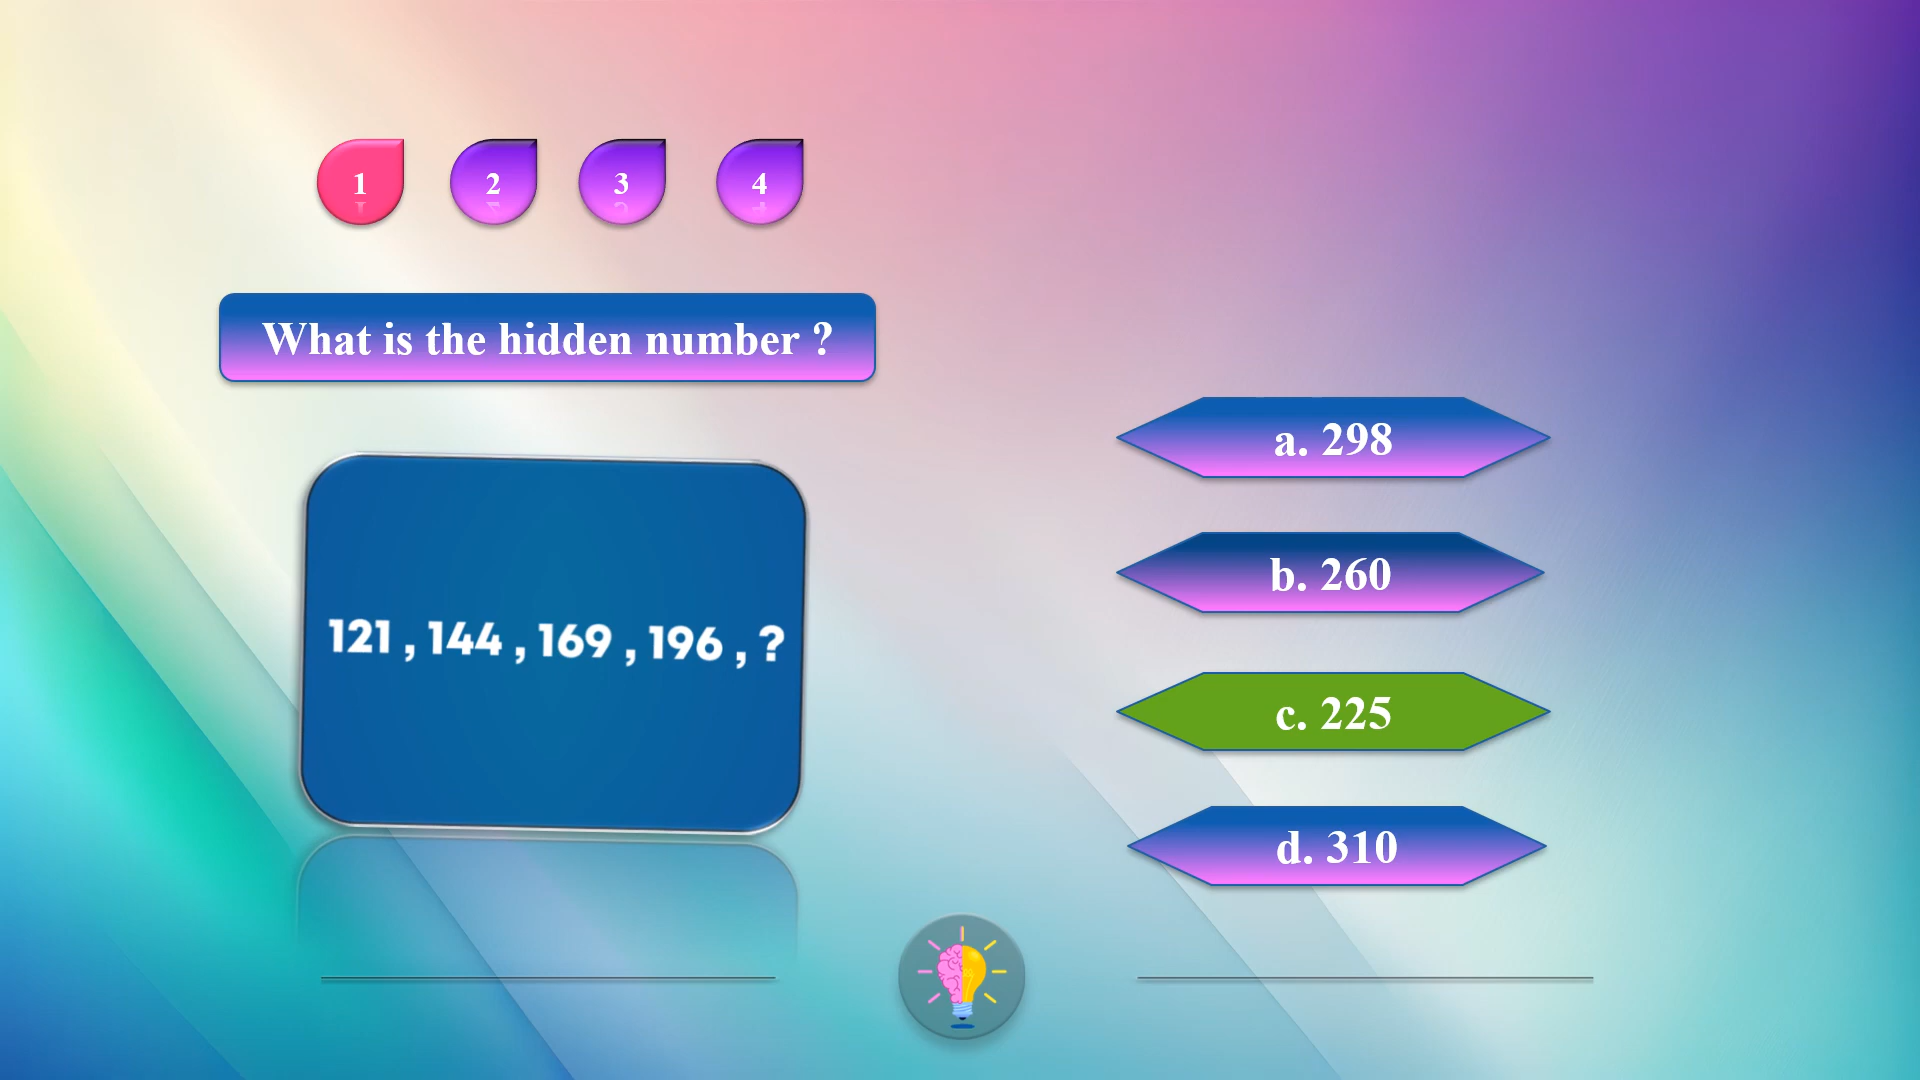 1
2
3
4
What is the hidden number ?
121 , 144 , 169 , 196 , ?
a. 298
b. 260
c. 225
d. 310